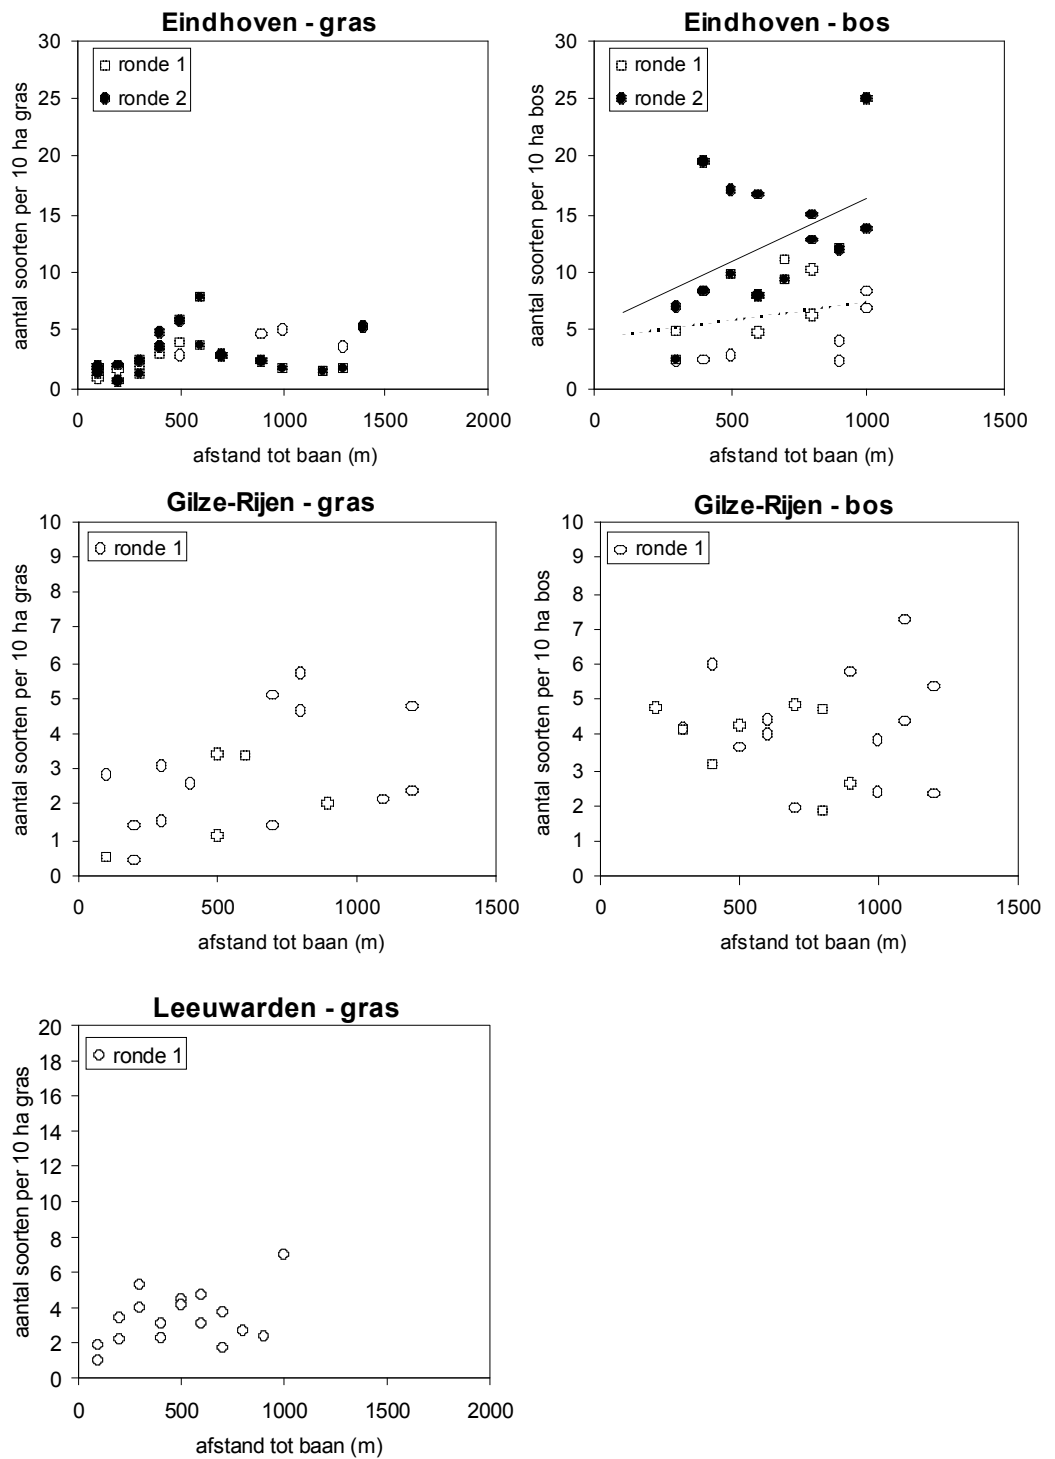 Eindhoven - gras
30
25
20
15
10
5
0
aantal soorten per 10 ha gras
ronde 1
ronde 2
0 500 1000 1500 2000
afstand tot baan (m)
Eindhoven - bos
30
25
20
15
10
5
0
aantal soorten per 10 ha bos
ronde 1
ronde 2
0 500 1000 1500
afstand tot baan (m)
Gilze-Rijen - gras
10
9
8
7
6
5
4
3
2
1
0
aantal soorten per 10 ha gras
ronde 1
0 500 1000 1500
afstand tot baan (m)
Gilze-Rijen - bos
10
9
8
7
6
5
4
3
2
1
0
aantal soorten per 10 ha bos
ronde 1
0 500 1000 1500
afstand tot baan (m)
Leeuwarden - gras
20
18
16
14
12
10
8
6
4
2
0
aantal soorten per 10 ha gras
ronde 1
0 500 1000 1500 2000
afstand tot baan (m)